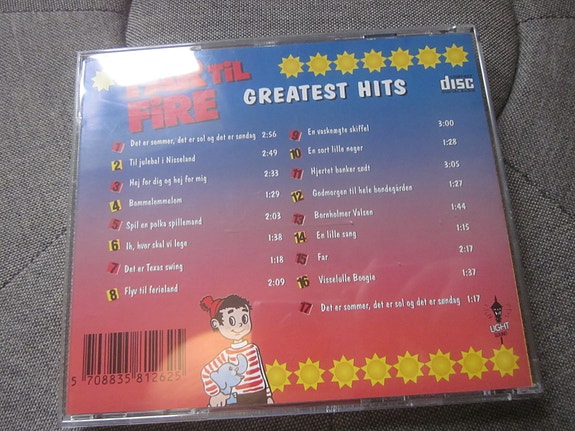 TIL
FIRE
GREATEST HITS
disc
1 Det er sommer, det er sol og det er søndag 2:56
2 Til julebal i Nisseland 2:49
3 Hej for dig og hej for mig 2:33
4 Bammelommelom 1:29
5 Spil en polka spillemand 2:03
6 Ih, hvor skal vi lege 1:38
7 Det er Texas swing 1:18
8 Flyv til ferieland 2:09
9 En vaskeægte skiffel 3:00
10 En sort lille neger 1:28
11 Hjertet banker sødt 3:05
12 Godmorgen til hele bondegården 1:27
13 Bornholmer Valsen 1:44
14 En lille sang 1:15
15 Far 2:17
16 Visselulle Boogie 1:37
17 Det er sommer, det er sol og det er søndag 1:17
5 708835 812625
LIGHT